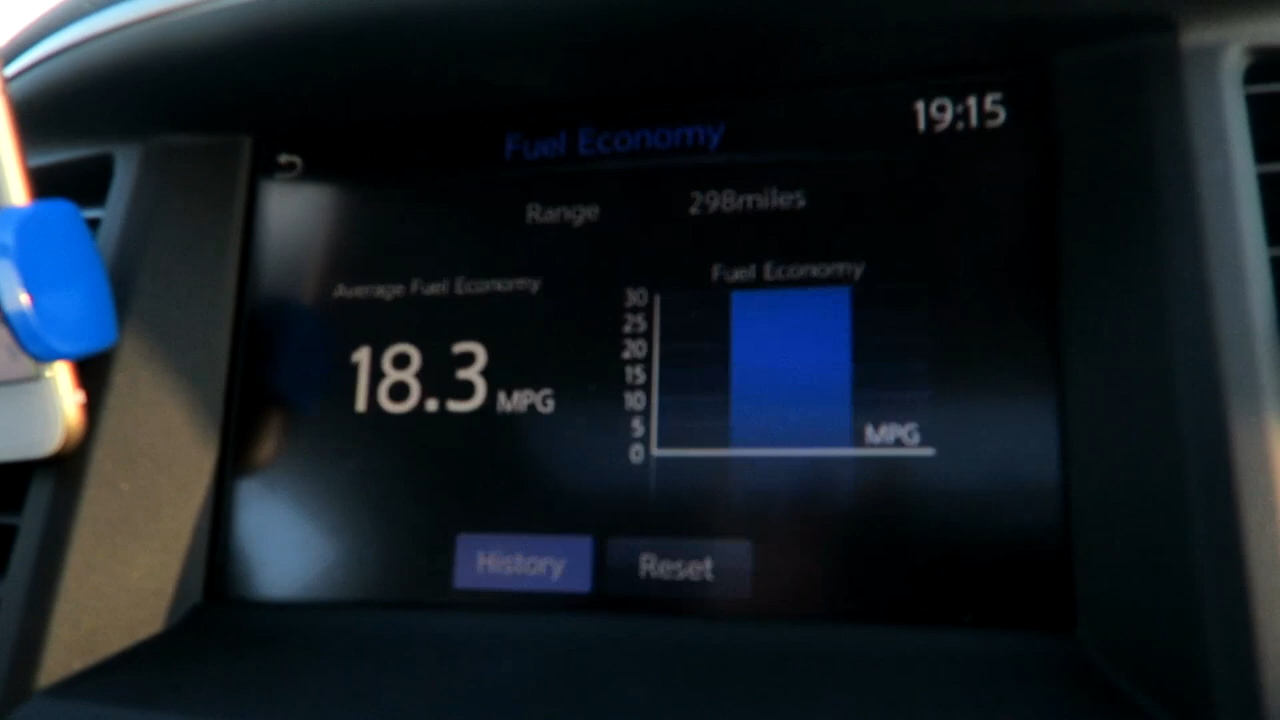 19:15
Fuel Economy
Range 298miles
Average Fuel Economy
18.3 MPG
Fuel Economy
30
25
20
15
10
5
0
MPG
History
Reset